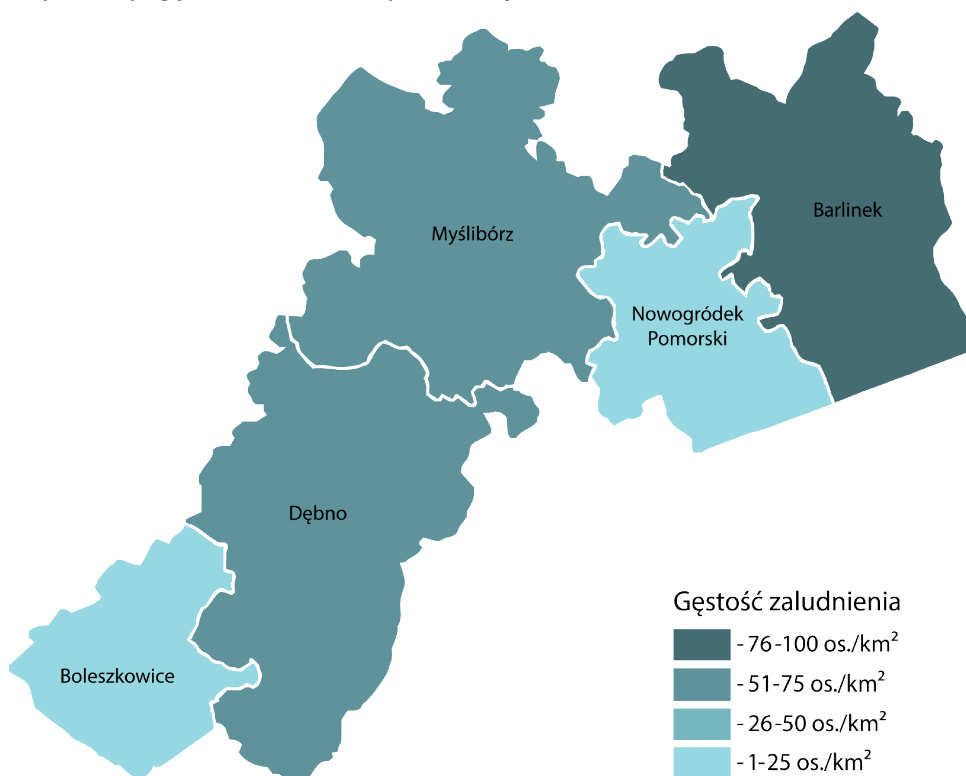 Barlinek
Myślibórz
Nowogródek
Pomorski
Dębno
Boleszkowice
Gęstość zaludnienia
- 76-100 os./km²
- 51-75 os./km²
- 26-50 os./km²
- 1-25 os./km²